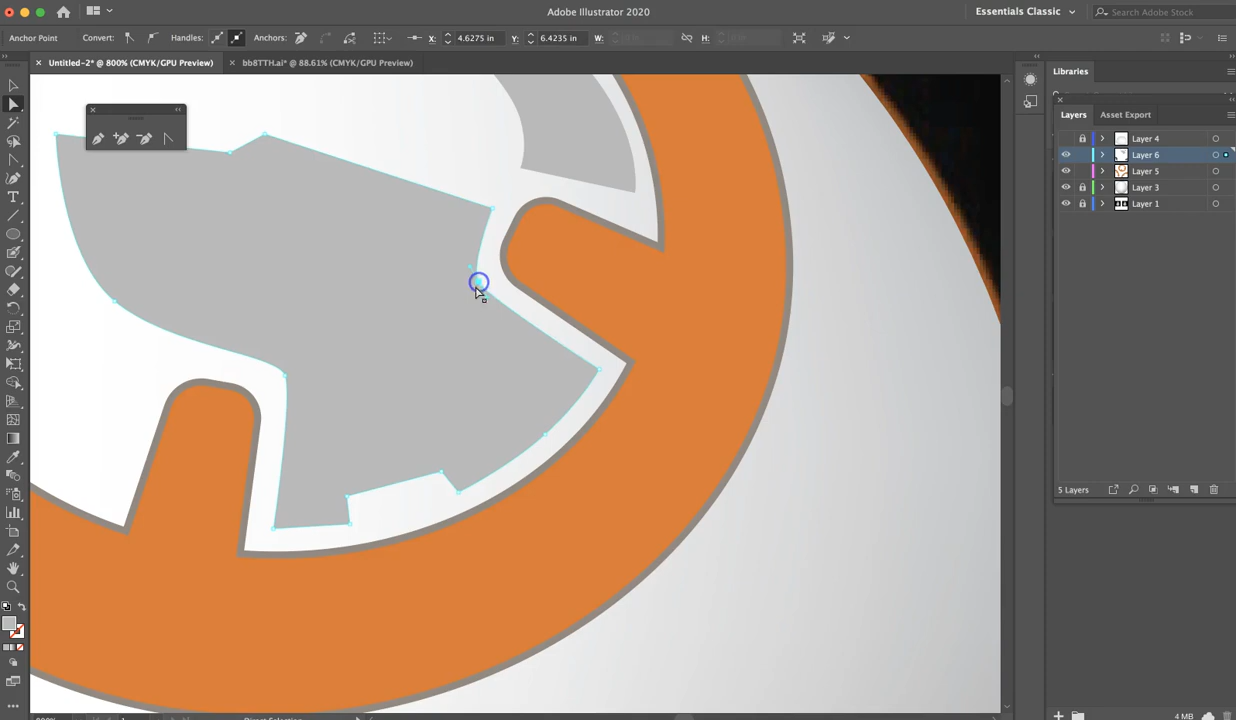 Adobe Illustrator 2020
Essentials Classic
Search Adobe Stock
Anchor Point
Convert:
Handles:
Anchors:
X:
4.6275 in
Y:
6.4235 in
W:
H:
Untitled-2* @ 800% (CMYK/GPU Preview)
bb8TTH.ai* @ 88.61% (CMYK/GPU Preview)
Libraries
Layers
Asset Export
Layer 4
Layer 6
Layer 5
Layer 3
Layer 1
5 Layers
Direct Selection
4 MB